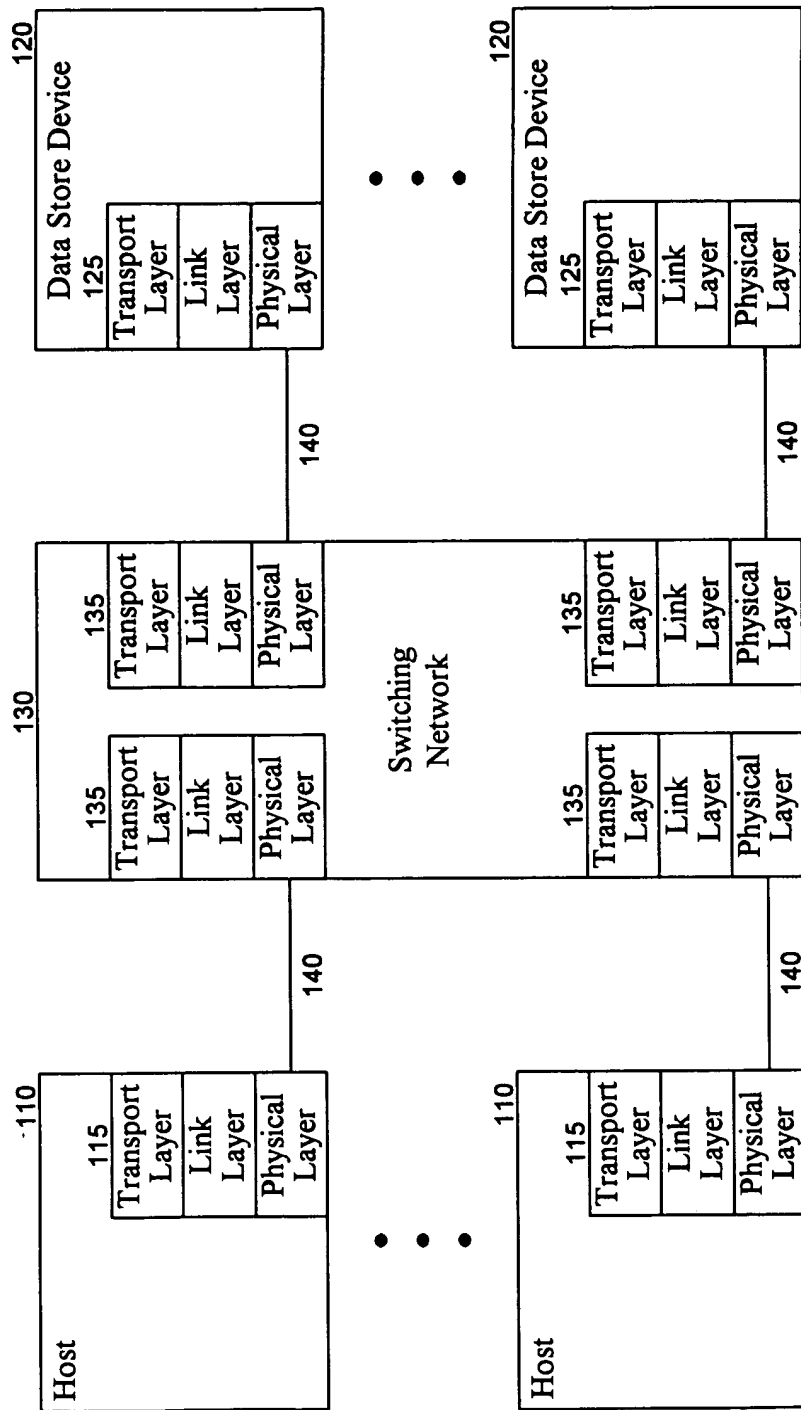 Host
110
115
Transport
Layer
Link
Layer
Physical
Layer
140
130
135
Transport
Layer
Link
Layer
Physical
Layer
135
Transport
Layer
Link
Layer
Physical
Layer
140
120
Data Store Device
125
Transport
Layer
Link
Layer
Physical
Layer
Switching
Network
Host
110
115
Transport
Layer
Link
Layer
Physical
Layer
140
135
Transport
Layer
Link
Layer
Physical
Layer
135
Transport
Layer
Link
Layer
Physical
Layer
140
120
Data Store Device
125
Transport
Layer
Link
Layer
Physical
Layer